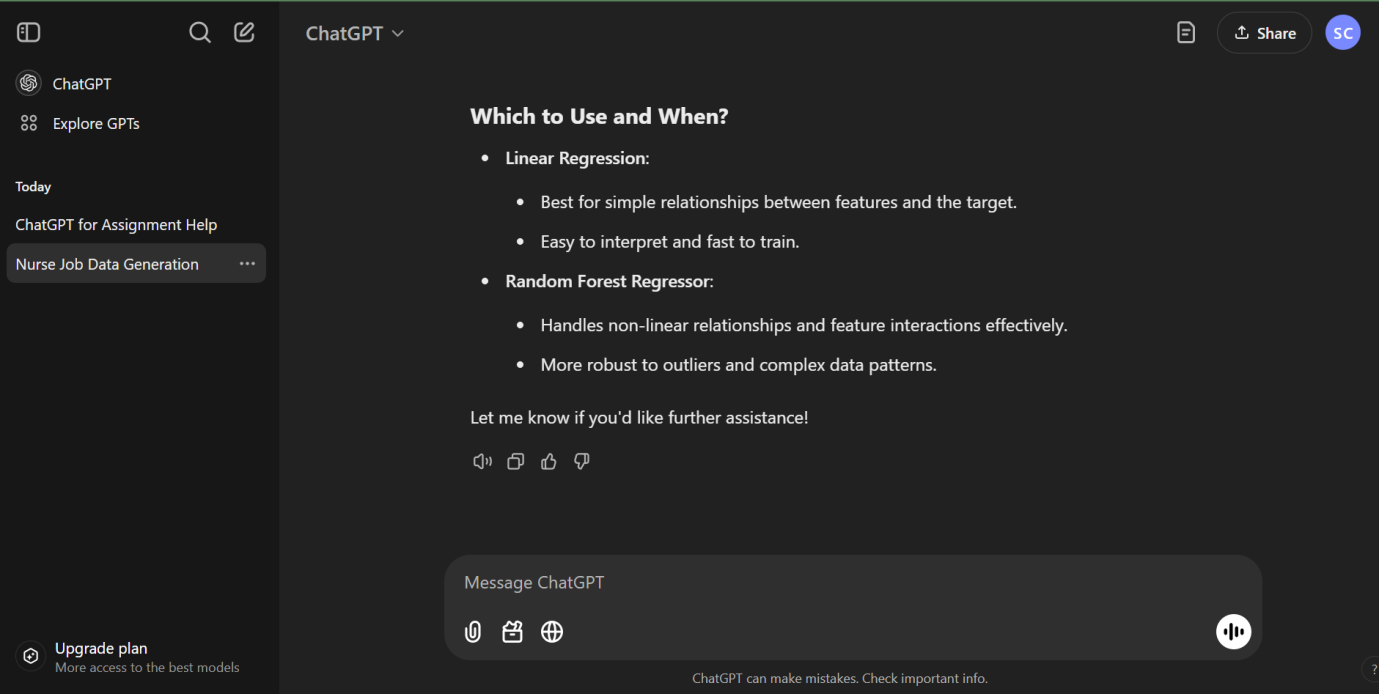 ChatGPT
Share
SC
ChatGPT
Explore GPTs
Today
ChatGPT for Assignment Help
Nurse Job Data Generation
Which to Use and When?
Linear Regression:
Best for simple relationships between features and the target.
Easy to interpret and fast to train.
Random Forest Regressor:
Handles non-linear relationships and feature interactions effectively.
More robust to outliers and complex data patterns.
Let me know if you'd like further assistance!
Message ChatGPT
Upgrade plan
More access to the best models
ChatGPT can make mistakes. Check important info.
?